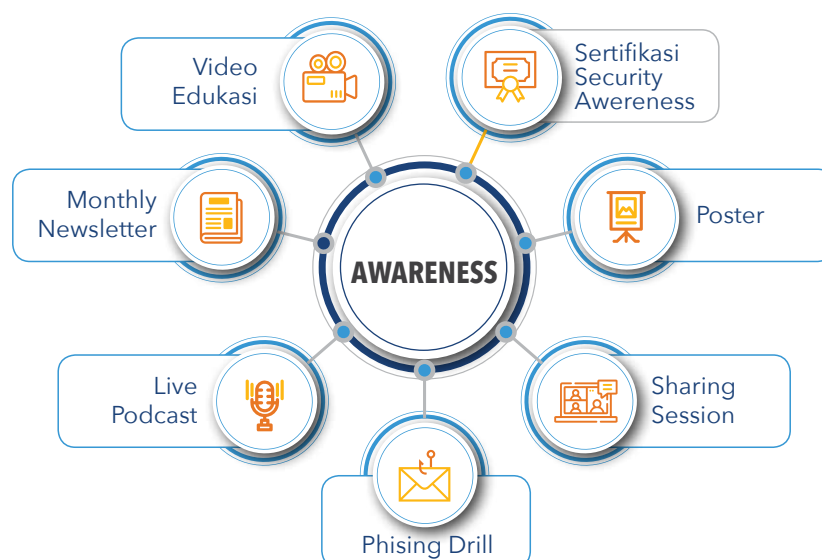 Video
Edukasi
Sertifikasi
Security
Awereness
Monthly
Newsletter
Poster
AWARENESS
Live
Podcast
Sharing
Session
Phising Drill